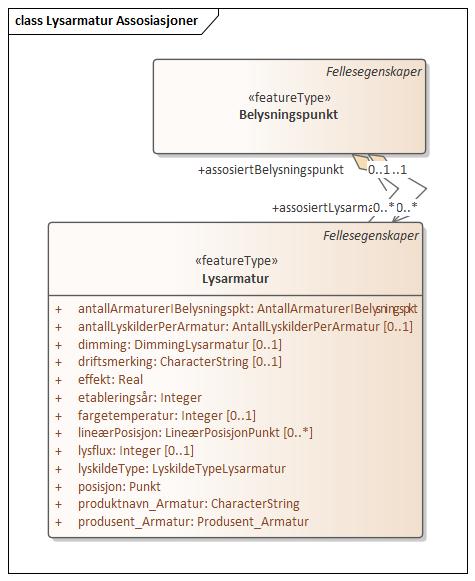 class Lysarmatur Assosiasjoner
Fellesegenskaper
«featureType»
Belysningspunkt
+assosiertBelysningspunkt 0..1 ..1
+assosiertLysarma 0..* 0..*
Fellesegenskaper
«featureType»
Lysarmatur
+ antallArmaturerIBelysningspkt: AntallArmaturerIBelysningspkt
+ antallLyskilderPerArmatur: AntallLyskilderPerArmatur [0..1]
+ dimming: DimmingLysarmatur [0..1]
+ driftsmerking: CharacterString [0..1]
+ effekt: Real
+ etableringsår: Integer
+ fargetemperatur: Integer [0..1]
+ lineærPosisjon: LineærPosisjonPunkt [0..*]
+ lysflux: Integer [0..1]
+ lyskildeType: LyskildeTypeLysarmatur
+ posisjon: Punkt
+ produktnavn_Armatur: CharacterString
+ produsent_Armatur: Produsent_Armatur